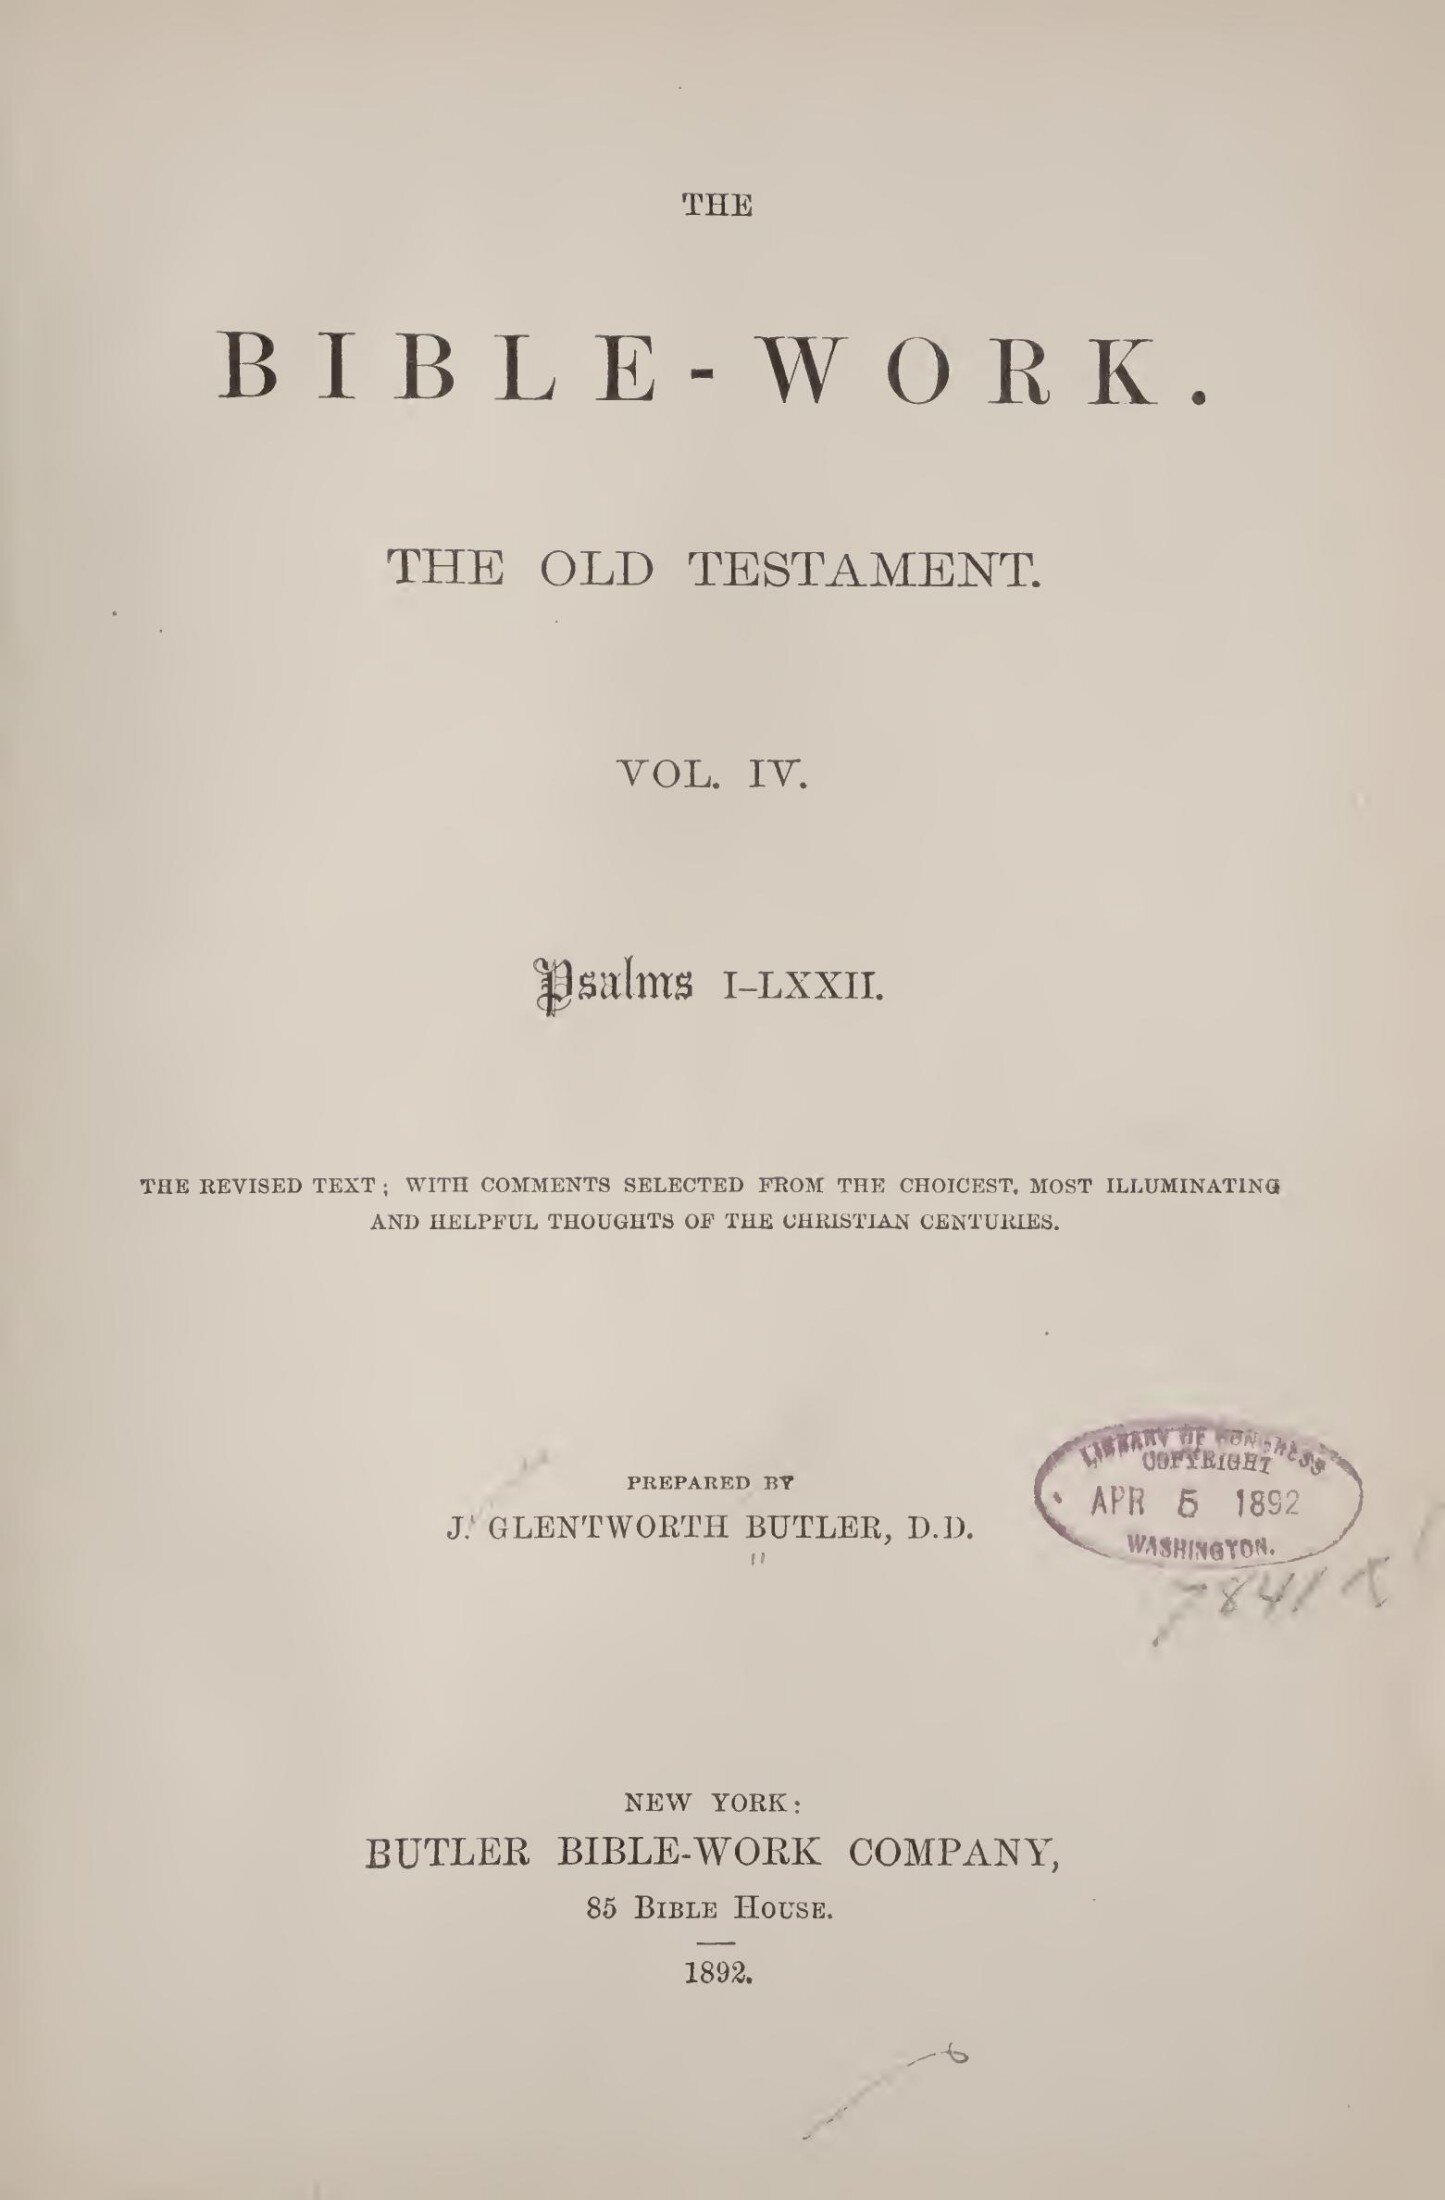 THE
BIBLE-WORK.
THE OLD TESTAMENT.
VOL. IV.
Psalms I–LXXII.
THE REVISED TEXT; WITH COMMENTS SELECTED FROM THE CHOICEST, MOST ILLUMINATING
AND HELPFUL THOUGHTS OF THE CHRISTIAN CENTURIES.
PREPARED BY
J. GLENTWORTH BUTLER, D.D.
LIBRARY OF CONGRESS
COPYRIGHT
APR 5 1892
WASHINGTON.
NEW YORK:
BUTLER BIBLE-WORK COMPANY,
85 BIBLE HOUSE.
1892.